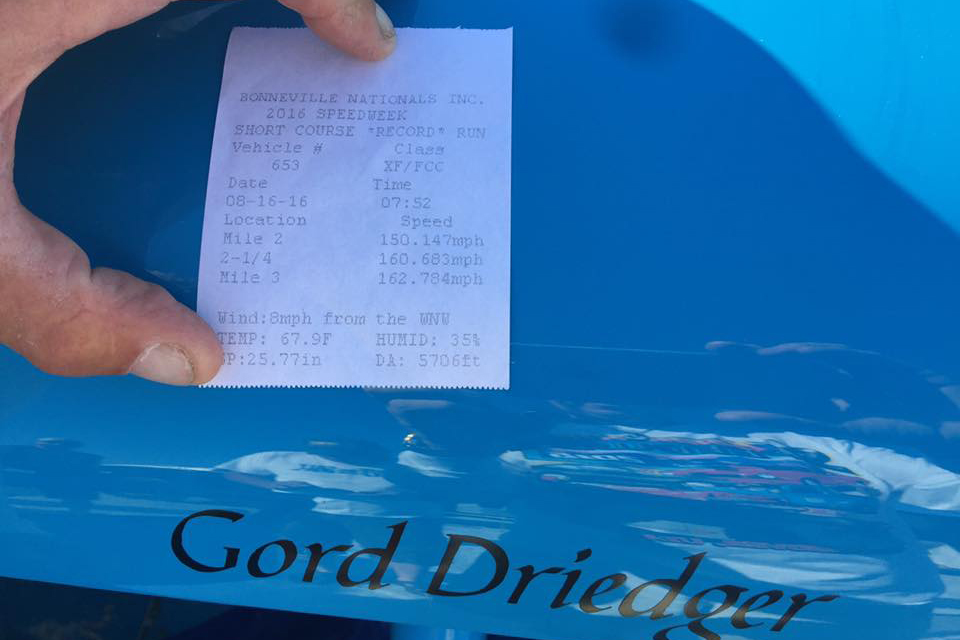 BONNEVILLE NATIONALS INC.
2016 SPEEDWEEK
SHORT COURSE *RECORD* RUN
Vehicle # Class
653 XF/FCC
Date Time
08-16-16 07:52
Location Speed
Mile 2 150.147mph
2-1/4 160.683mph
Mile 3 162.784mph
Wind:8mph from the WNW
TEMP: 67.9F HUMID: 35%
P:25.77in DA: 5706ft
Gord Driedger